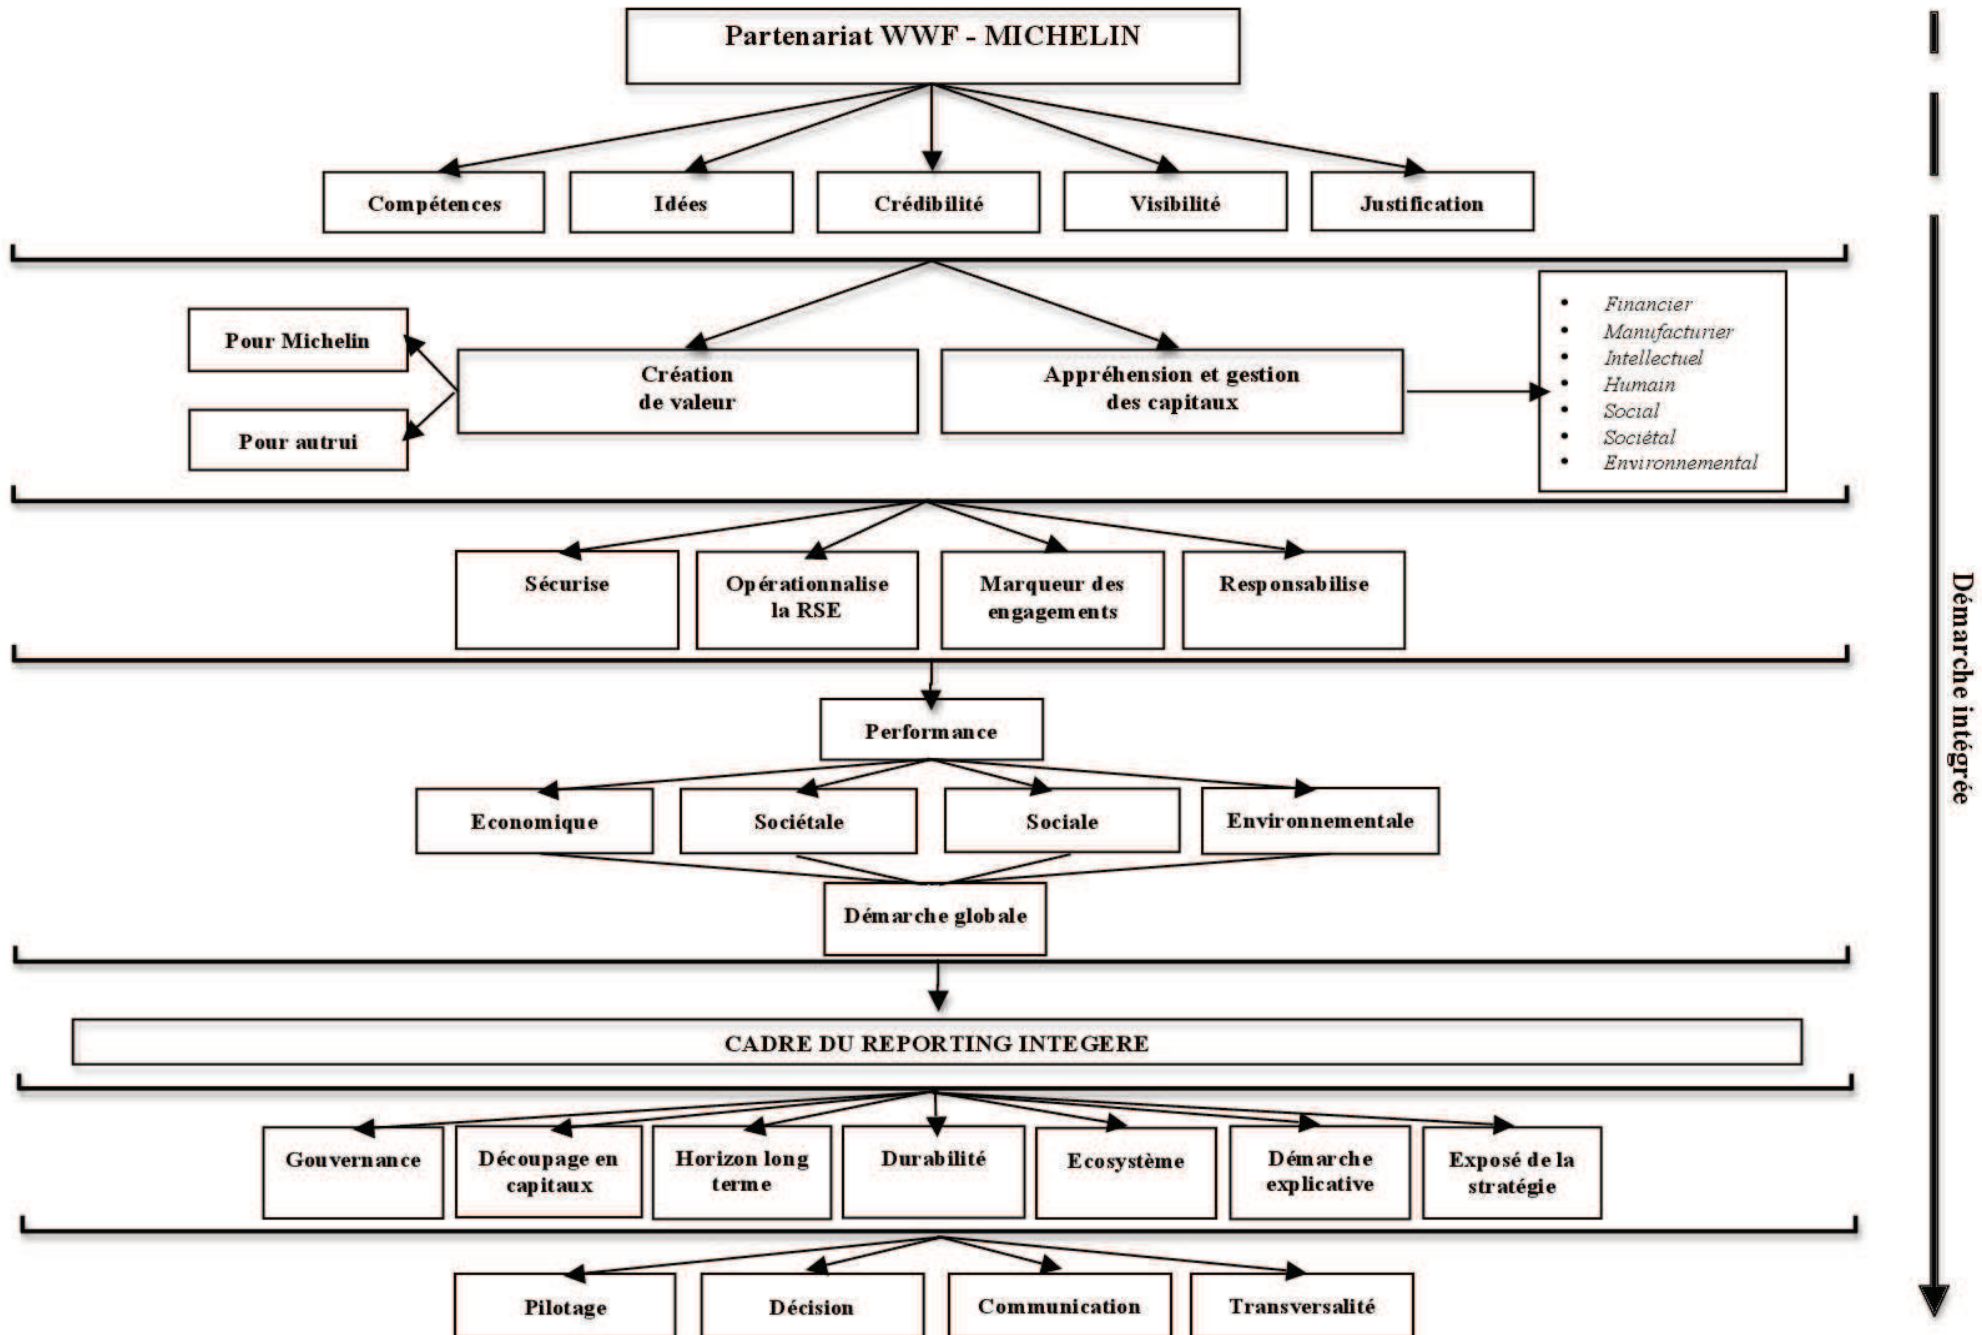 Partenariat WWF - MICHELIN
Compétences
Idées
Crédibilité
Visibilité
Justification
Pour Michelin
Pour autrui
Création
de valeur
Appréhension et gestion
des capitaux
• Financier
• Manufacturier
• Intellectuel
• Humain
• Social
• Sociétal
• Environnemental
Sécurise
Opérationnalise
la RSE
Marqueur des
engagements
Responsabilise
Performance
Economique
Sociétale
Sociale
Environnementale
Démarche globale
CADRE DU REPORTING INTÉGERE
Gouvernance
Découpage en
capitaux
Horizon long
terme
Durabilité
Ecosystème
Démarche
explicative
Exposé de la
stratégie
Pilotage
Décision
Communication
Transversalité
Démarche intégrée